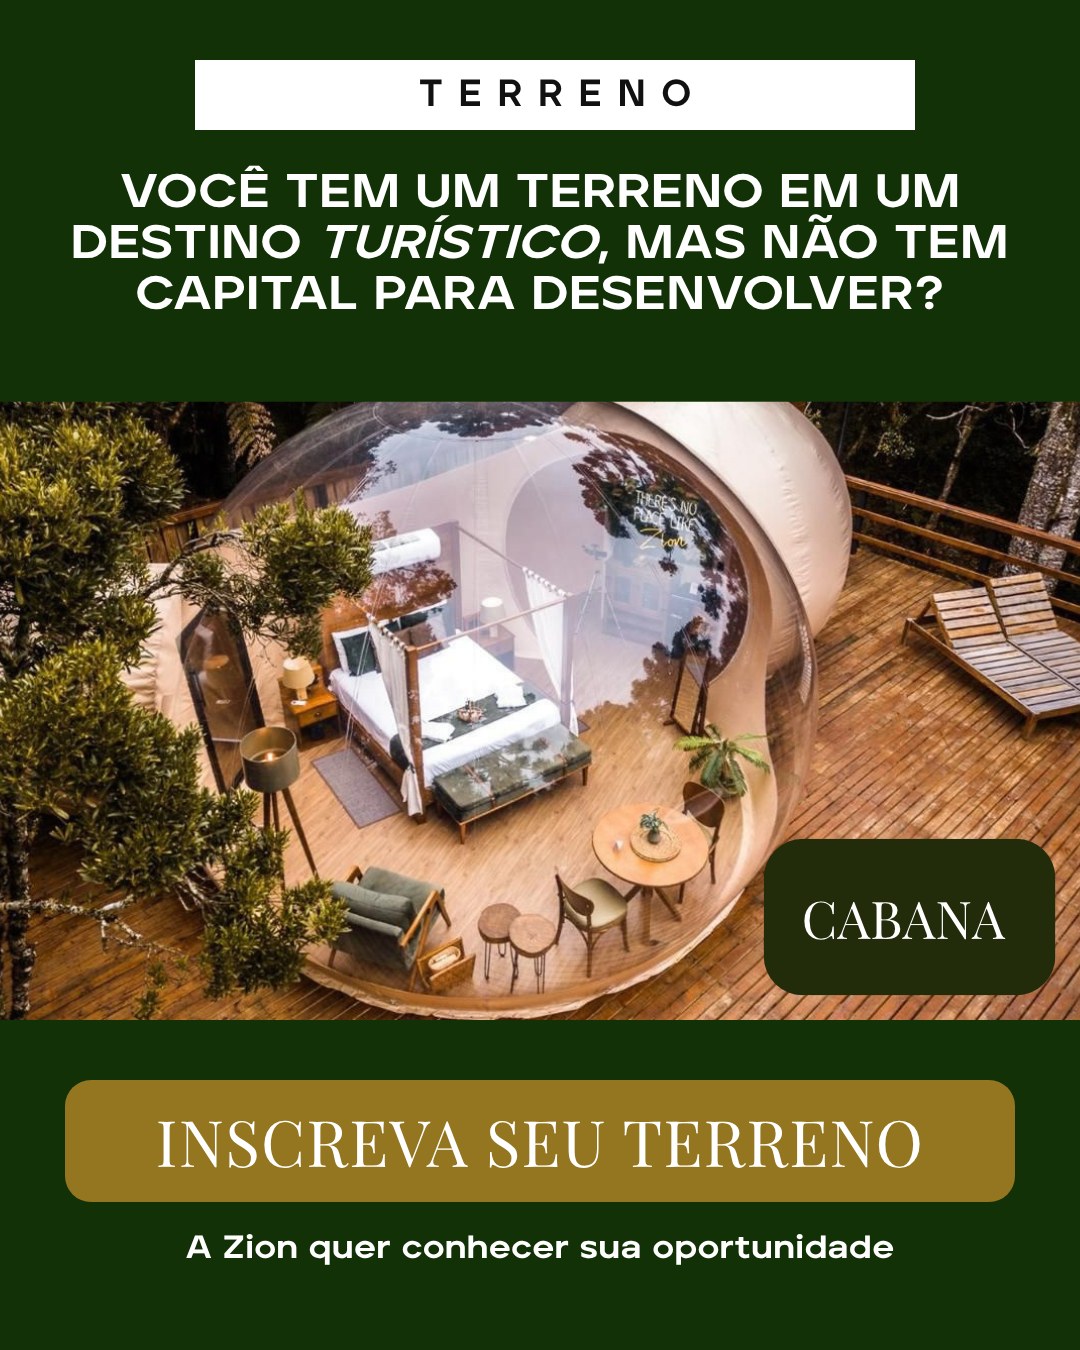 TERRENO
VOCÊ TEM UM TERRENO EM UM
DESTINO TURÍSTICO, MAS NÃO TEM
CAPITAL PARA DESENVOLVER?
THERE'S NO
PLACE LIKE
Zion
CABANA
INSCREVA SEU TERRENO
A Zion quer conhecer sua oportunidade